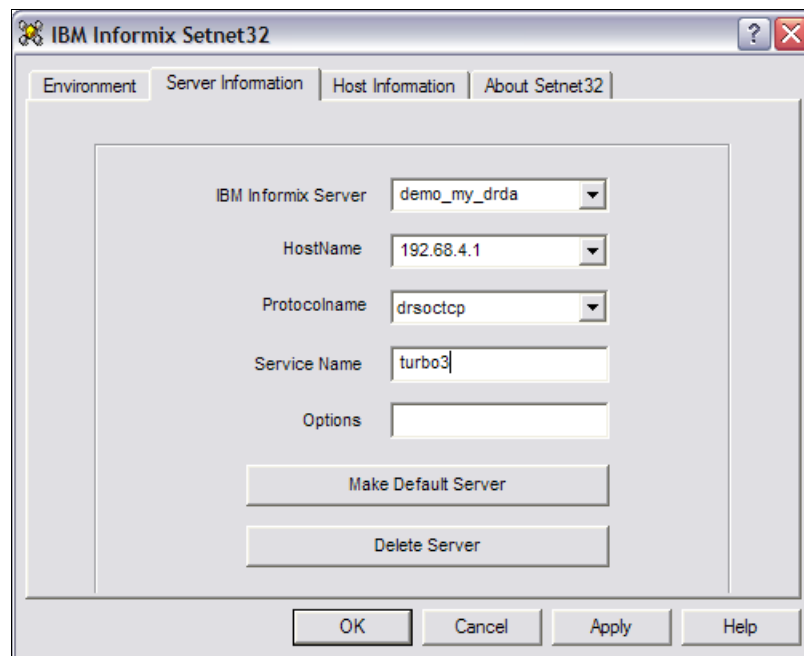 IBM Informix Setnet32
Environment Server Information Host Information About Setnet32
IBM Informix Server demo_my_drda
HostName 192.68.4.1
Protocolname drsoctcp
Service Name turbo3
Options
Make Default Server
Delete Server
OK Cancel Apply Help